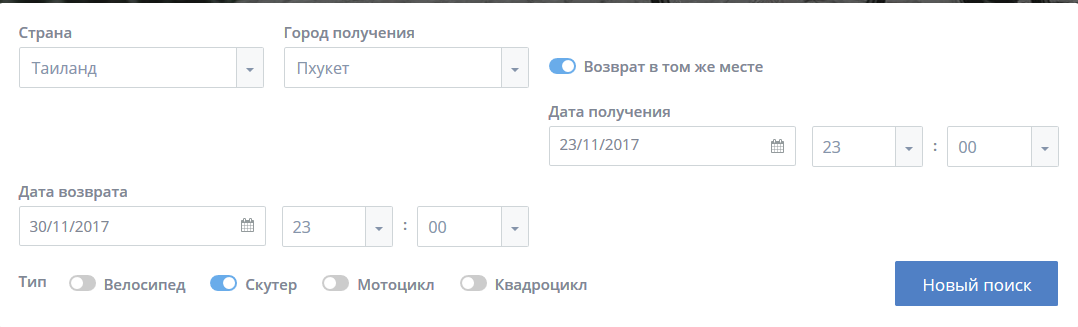 Страна Город получения
Таиланд Пхукет Возврат в том же месте
Дата получения
23/11/2017 23 : 00
Дата возврата
30/11/2017 23 : 00
Тип Велосипед Скутер Мотоцикл Квадроцикл Новый поиск